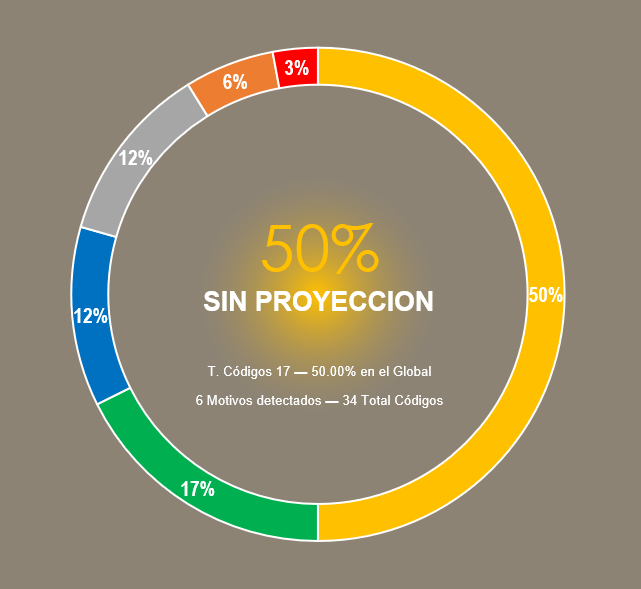 3%
6%
12%
50%
SIN PROYECCION
50%
12%
T. Códigos 17 — 50.00% en el Global
6 Motivos detectados — 34 Total Códigos
17%